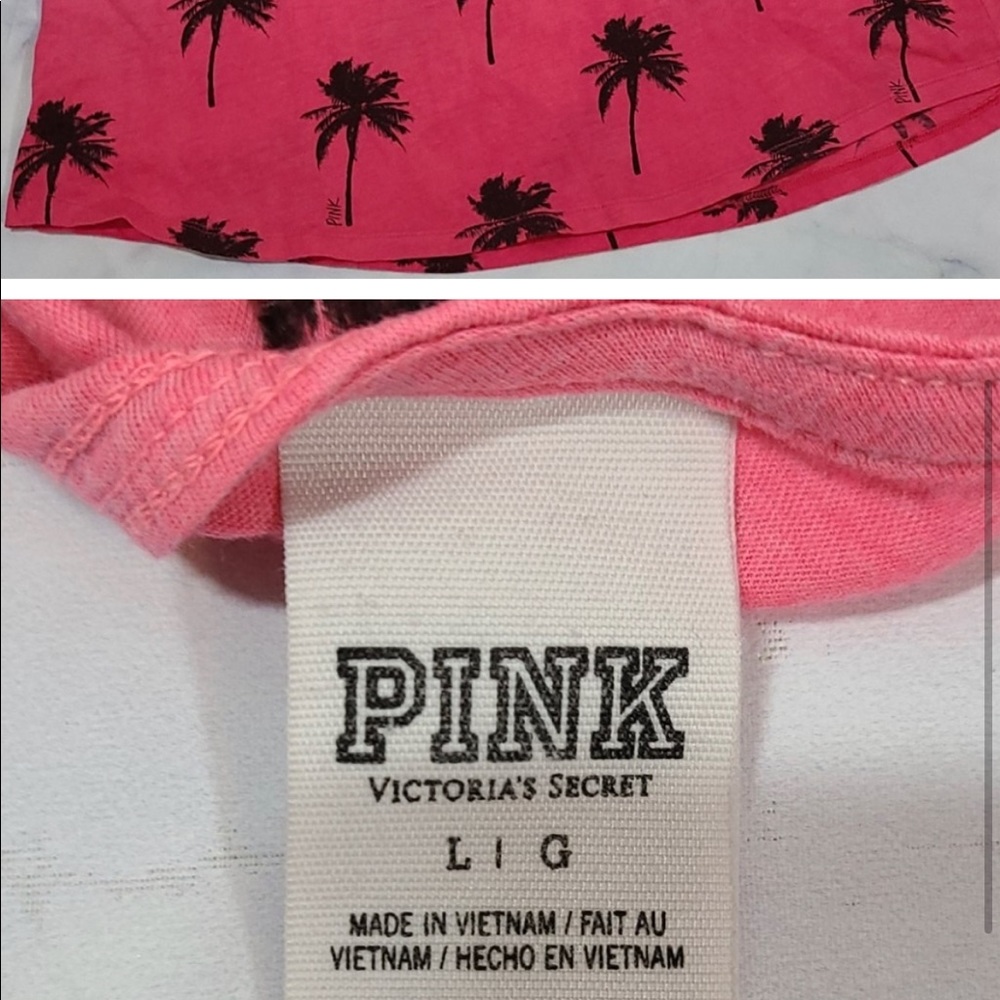 PINK
PINK
PINK
VICTORIA'S SECRET
L | G
MADE IN VIETNAM / FAIT AU
VIETNAM / HECHO EN VIETNAM